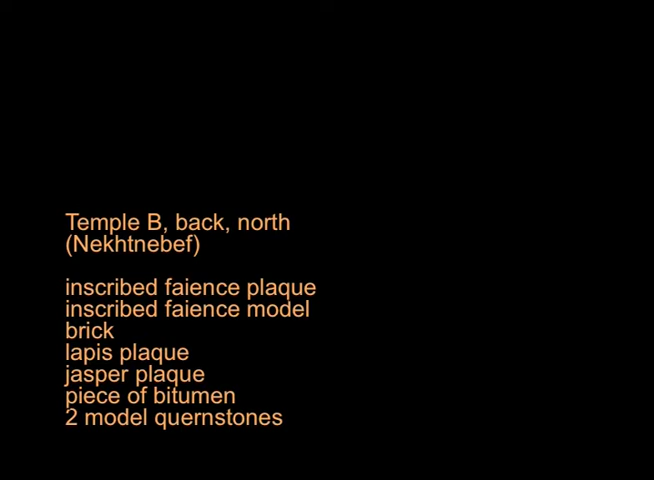 Temple B, back, north
(Nekhtnebef)
inscribed faience plaque
inscribed faience model
brick
lapis plaque
jasper plaque
piece of bitumen
2 model quernstones